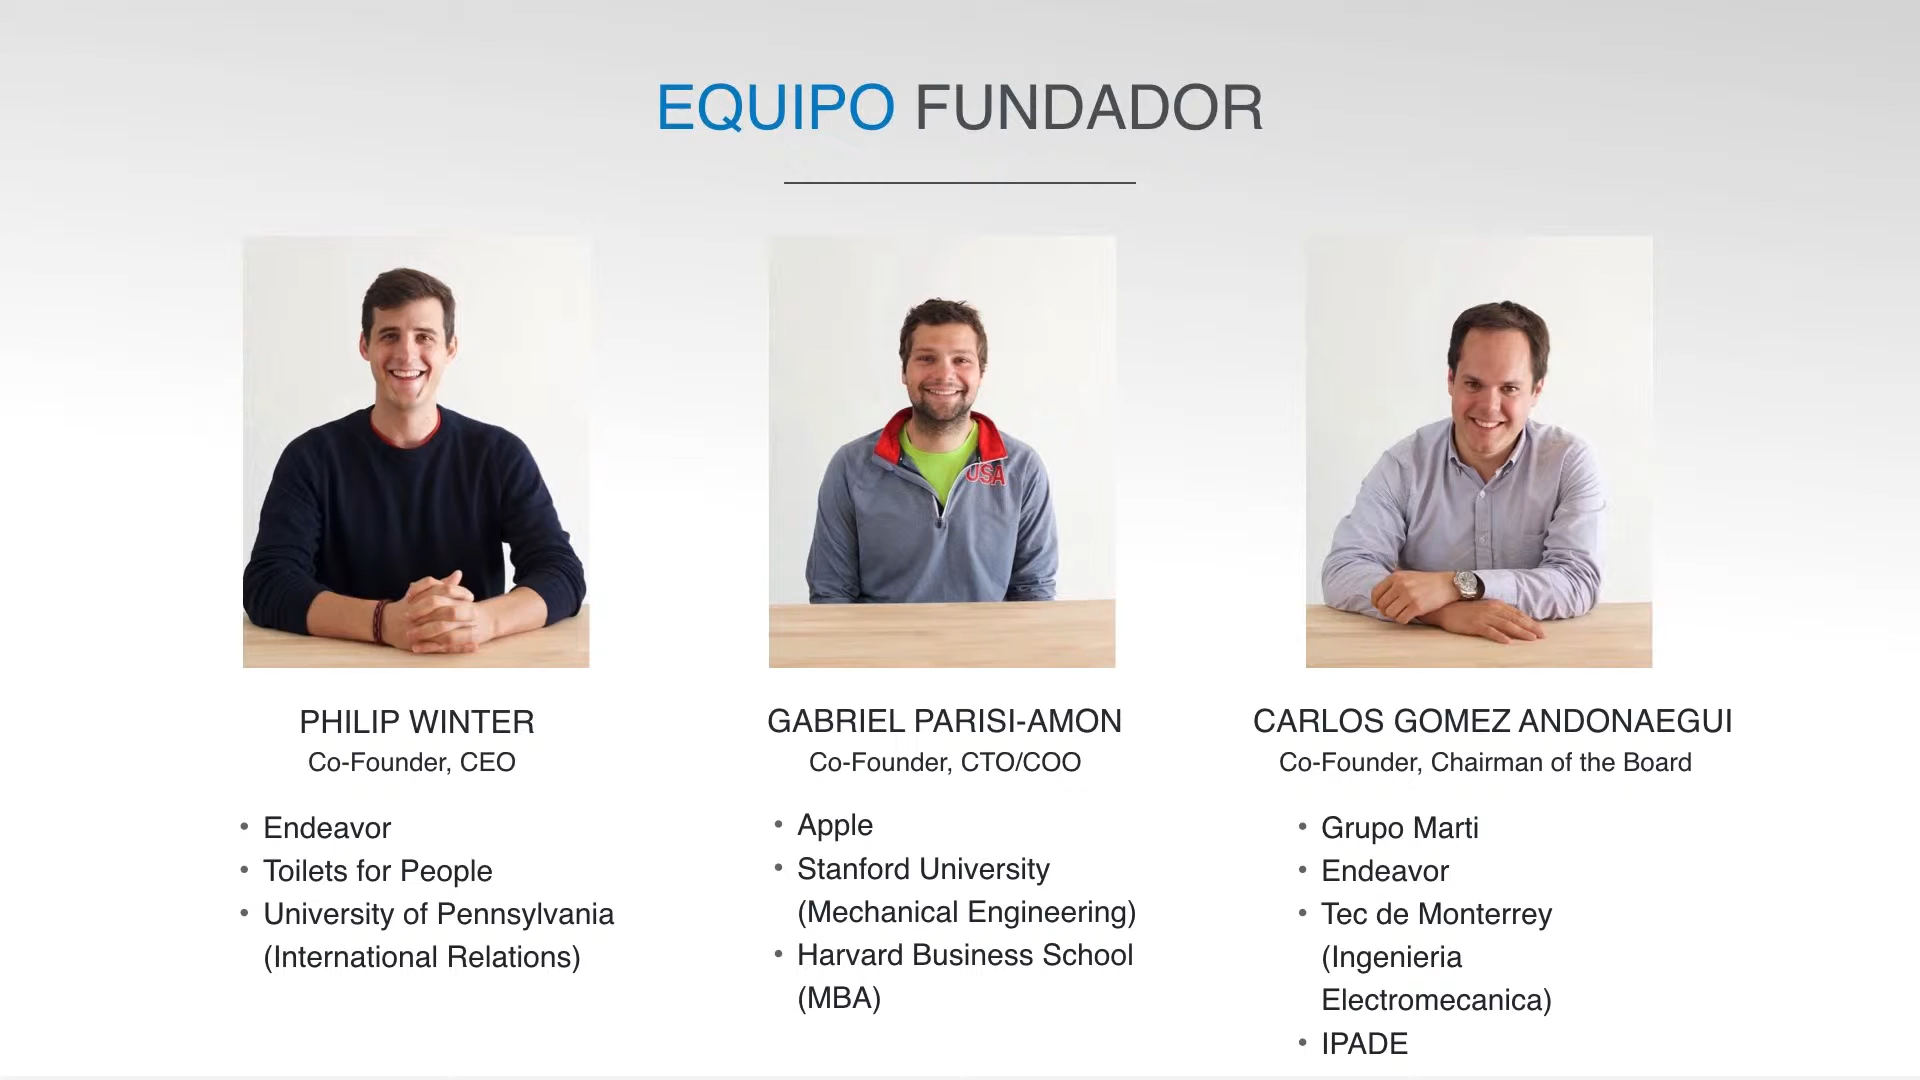 EQUIPO FUNDADOR
USA
PHILIP WINTER
Co-Founder, CEO
• Endeavor
• Toilets for People
• University of Pennsylvania
(International Relations)
GABRIEL PARISI-AMON
Co-Founder, CTO/COO
• Apple
• Stanford University
(Mechanical Engineering)
• Harvard Business School
(MBA)
CARLOS GOMEZ ANDONAEGUI
Co-Founder, Chairman of the Board
• Grupo Marti
• Endeavor
• Tec de Monterrey
(Ingenieria
Electromecanica)
• IPADE